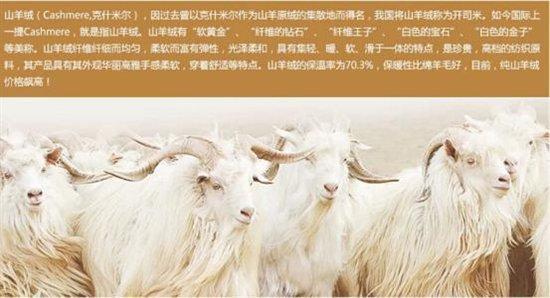 山羊绒（Cashmere,克什米尔），因过去曾以克什米尔作为山羊原绒的集散地而得名，我国将山羊绒称为开司米。如今国际上
一提Cashmere，就是指山羊绒。山羊绒有“软黄金”、“纤维的钻石”、“纤维王子”、“白色的宝石”、“白色的金子”
等美称。山羊绒纤维纤细而均匀，柔软而富有弹性，光泽柔和，具有集轻、暖、软、滑于一体的特点，是珍贵，高档的纺织原
料，其产品具有其外观华丽高雅手感柔软，穿着舒适等特点。山羊绒的保温率为70.3%，保暖性比绵羊毛好，目前，纯山羊绒
价格飙高！